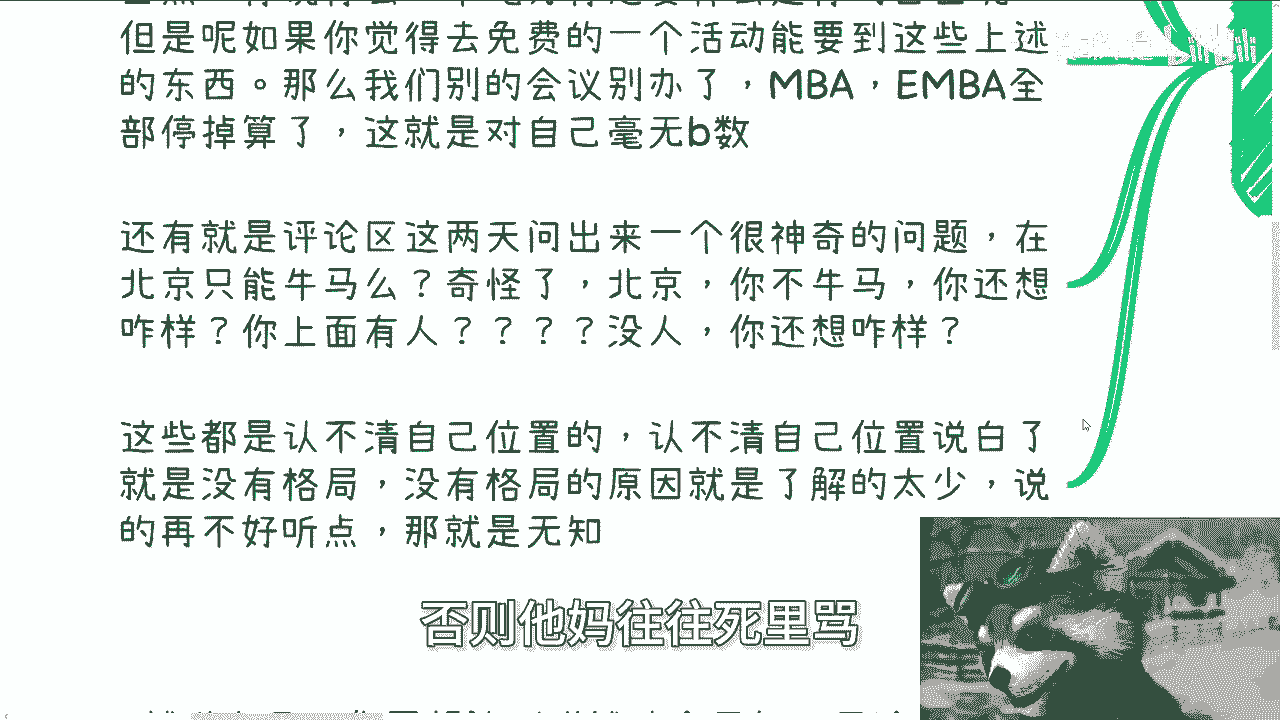 但是呢如果你觉得去免费的一个活动能要到这些上述
的东西。那么我们别的会议别办了，MBA，EMBA全
部停掉算了，这就是对自己毫无b数
还有就是评论区这两天问出来一个很神奇的问题，在
北京只能牛马么？奇怪了，北京，你不牛马，你还想
咋样？你上面有人？？？？没人，你还想咋样？
这些都是认不清自己位置的，认不清自己位置说白了
就是没有格局，没有格局的原因就是了解的太少，说
的再不好听点，那就是无知
否则他妈往往死里骂